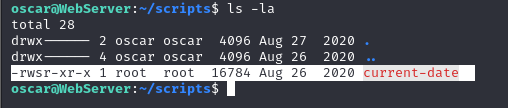 oscar@WebServer:~/scripts$ ls -la
total 28
drwx------ 2 oscar oscar  4096 Aug 27  2020 .
drwx------ 4 oscar oscar  4096 Aug 26  2020 ..
-rwsr-xr-x 1 root  root  16784 Aug 26  2020 current-date
oscar@WebServer:~/scripts$